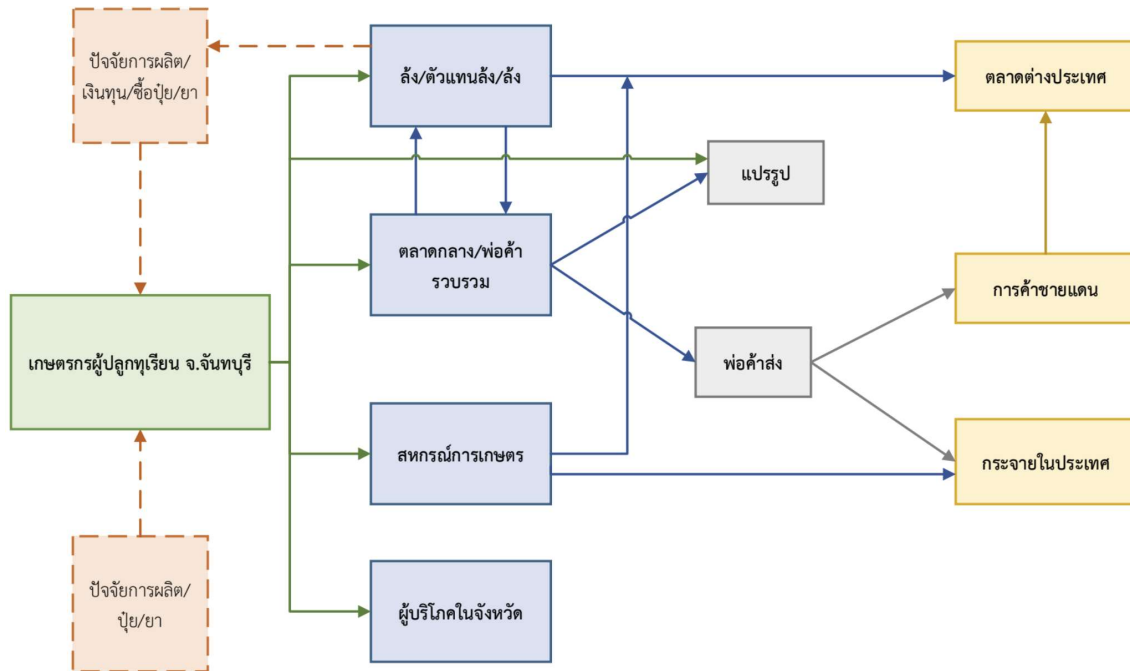 ปัจจัยการผลิต/
เงินทุน/ซื้อปุ๋ย/ยา
ล้ง/ตัวแทนล้ง/ล้ง
ตลาดต่างประเทศ
แปรรูป
ตลาดกลาง/พ่อค้า
รวบรวม
การค้าชายแดน
เกษตรกรผู้ปลูกทุเรียน จ.จันทบุรี
พ่อค้าส่ง
สหกรณ์การเกษตร
กระจายในประเทศ
ปัจจัยการผลิต/
ปุ๋ย/ยา
ผู้บริโภคในจังหวัด